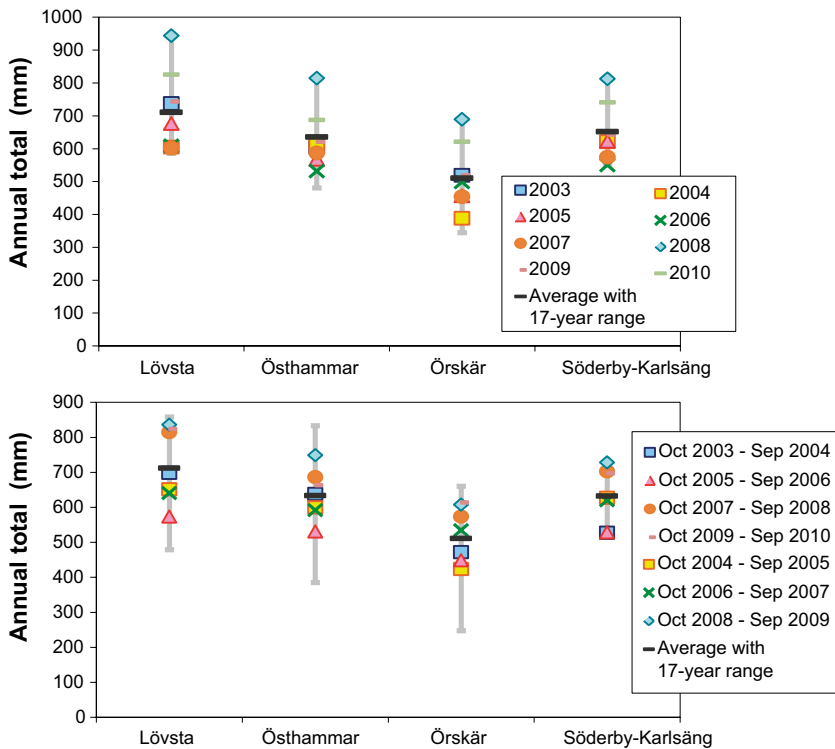 Annual total (mm)
1000
900
800
700
600
500
400
300
200
100
0
2003
2004
2005
2006
2007
2008
2009
2010
Average with
17-year range
Lövsta
Östhammar
Örskär
Söderby-Karlsäng
Annual total (mm)
900
800
700
600
500
400
300
200
100
0
Oct 2003 - Sep 2004
Oct 2005 - Sep 2006
Oct 2007 - Sep 2008
Oct 2009 - Sep 2010
Oct 2004 - Sep 2005
Oct 2006 - Sep 2007
Oct 2008 - Sep 2009
Average with
17-year range
Lövsta
Östhammar
Örskär
Söderby-Karlsäng